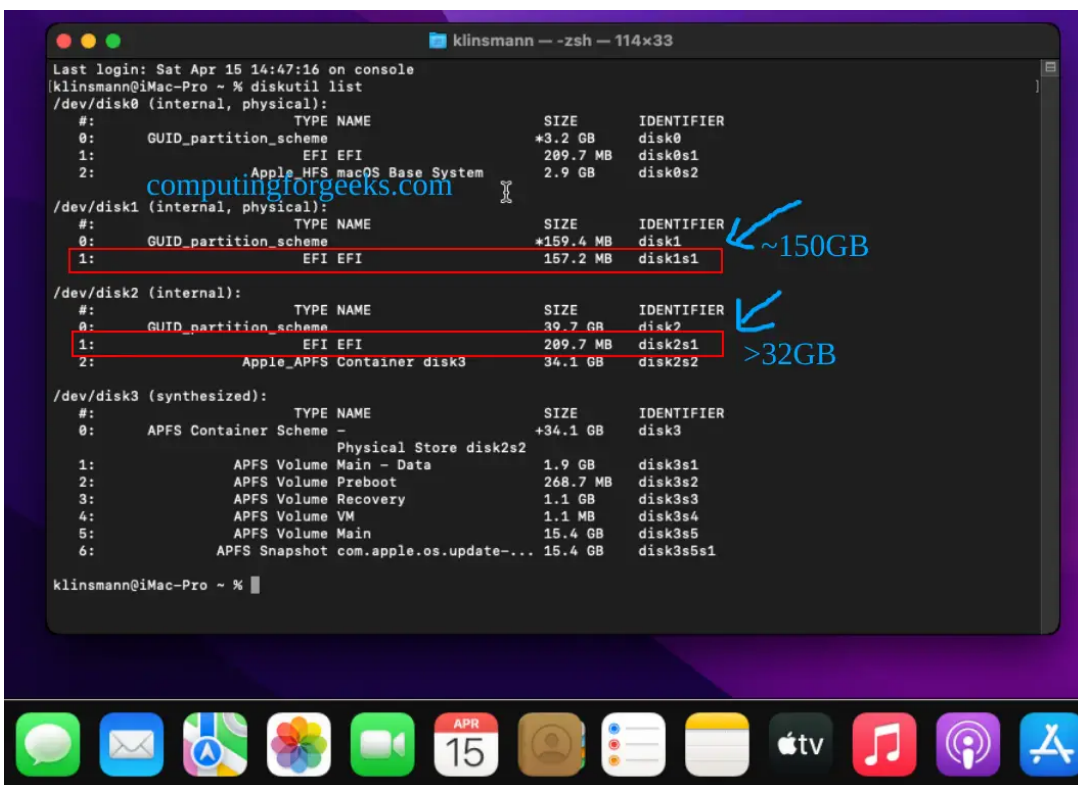 klinsmann — -zsh — 114×33
Last login: Sat Apr 15 14:47:16 on console
[klinsmann@iMac-Pro ~ % diskutil list ]
/dev/disk0 (internal, physical):
#: TYPE NAME SIZE IDENTIFIER
0: GUID_partition_scheme *3.2 GB disk0
1: EFI EFI 209.7 MB disk0s1
2: Apple_HFS macOS Base System 2.9 GB disk0s2
computingforgeeks.com
/dev/disk1 (internal, physical):
#: TYPE NAME SIZE IDENTIFIER
0: GUID_partition_scheme *159.4 MB disk1
~150GB
1: EFI EFI 157.2 MB disk1s1
/dev/disk2 (internal):
#: TYPE NAME SIZE IDENTIFIER
0: GUID_partition_scheme 39.7 GB disk2
1: EFI EFI 209.7 MB disk2s1
>32GB
2: Apple_APFS Container disk3 34.1 GB disk2s2
/dev/disk3 (synthesized):
#: TYPE NAME SIZE IDENTIFIER
0: APFS Container Scheme - +34.1 GB disk3
Physical Store disk2s2
1: APFS Volume Main - Data 1.9 GB disk3s1
2: APFS Volume Preboot 268.7 MB disk3s2
3: APFS Volume Recovery 1.1 GB disk3s3
4: APFS Volume VM 1.1 MB disk3s4
5: APFS Volume Main 15.4 GB disk3s5
6: APFS Snapshot com.apple.os.update-... 15.4 GB disk3s5s1
klinsmann@iMac-Pro ~ %
APR
15
tv